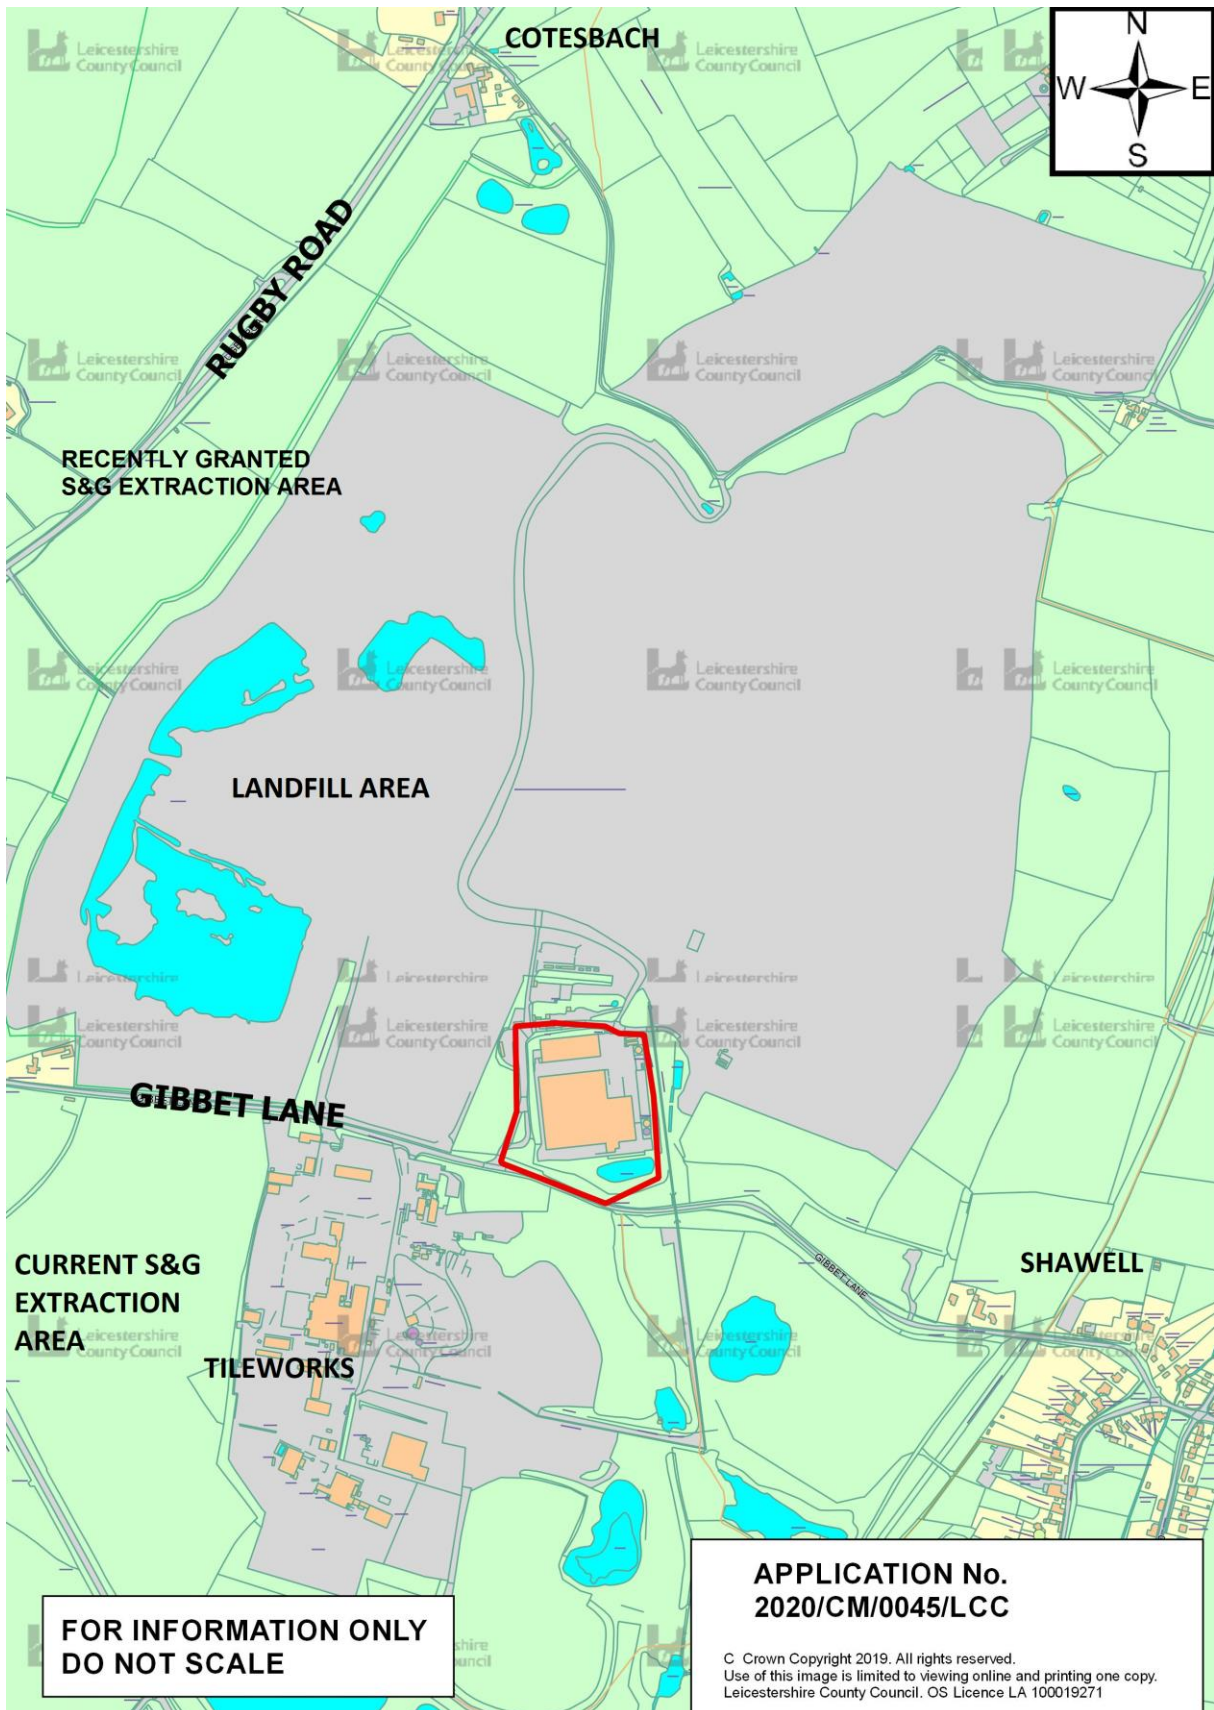 COTESBACH
N
W E
S
RUGBY ROAD
RECENTLY GRANTED
S&G EXTRACTION AREA
LANDFILL AREA
GIBBET LANE
CURRENT S&G
EXTRACTION
AREA
TILEWORKS
GIBBET LANE
SHAWELL
FOR INFORMATION ONLY
DO NOT SCALE
APPLICATION No.
2020/CM/0045/LCC
C Crown Copyright 2019. All rights reserved.
Use of this image is limited to viewing online and printing one copy.
Leicestershire County Council. OS Licence LA 100019271
Leicestershire
County Council